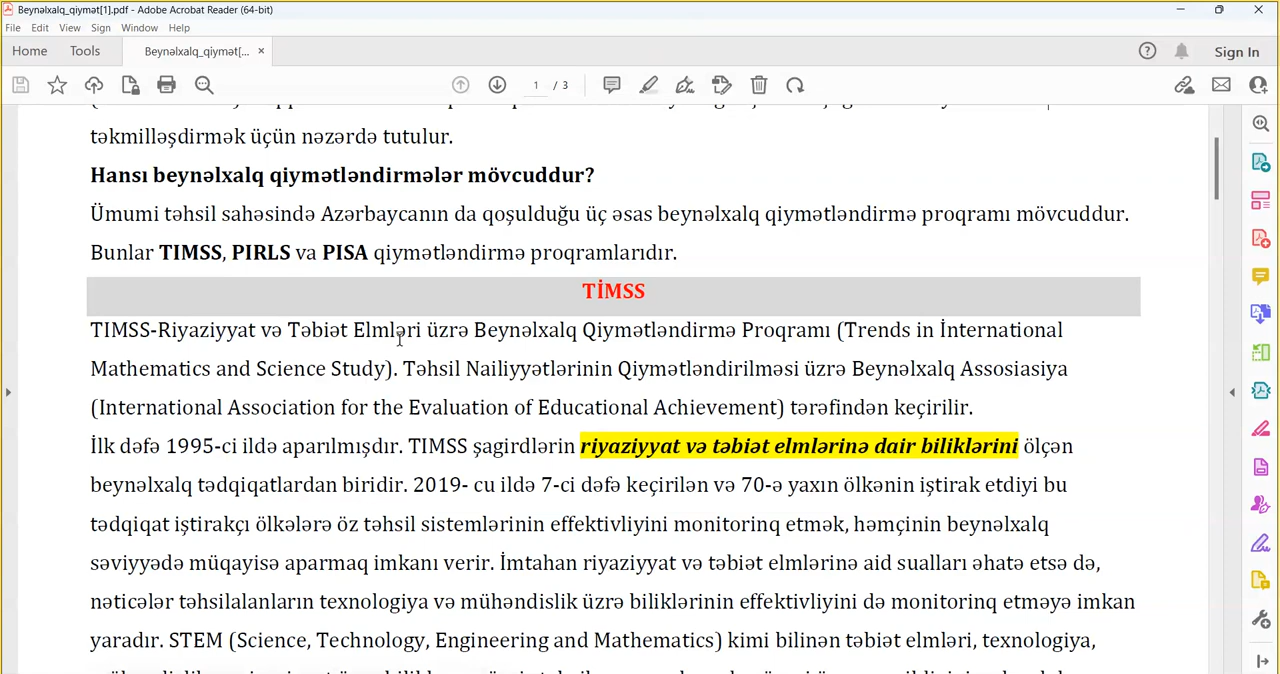 Beynəlxalq_qiymət[1].pdf - Adobe Acrobat Reader (64-bit)
File Edit View Sign Window Help
Home Tools Beynəlxalq_qiymət[... × Sign In
1 / 3
təkmilləşdirmək üçün nəzərdə tutulur.
Hansı beynəlxalq qiymətləndirmələr mövcuddur?
Ümumi təhsil sahəsində Azərbaycanın da qoşulduğu üç əsas beynəlxalq qiymətləndirmə proqramı mövcuddur.
Bunlar TIMSS, PIRLS va PISA qiymətləndirmə proqramlarıdır.
TİMSS
TIMSS-Riyaziyyat və Təbiət Elmləri üzrə Beynəlxalq Qiymətləndirmə Proqramı (Trends in İnternational
Mathematics and Science Study). Təhsil Nailiyyətlərinin Qiymətləndirilməsi üzrə Beynəlxalq Assosiasiya
(International Association for the Evaluation of Educational Achievement) tərəfindən keçirilir.
İlk dəfə 1995-ci ildə aparılmışdır. TIMSS şagirdlərin riyaziyyat və təbiət elmlərinə dair biliklərini ölçən
beynəlxalq tədqiqatlardan biridir. 2019- cu ildə 7-ci dəfə keçirilən və 70-ə yaxın ölkənin iştirak etdiyi bu
tədqiqat iştirakçı ölkələrə öz təhsil sistemlərinin effektivliyini monitorinq etmək, həmçinin beynəlxalq
səviyyədə müqayisə aparmaq imkanı verir. İmtahan riyaziyyat və təbiət elmlərinə aid sualları əhatə etsə də,
nəticələr təhsilalanların texnologiya və mühəndislik üzrə biliklərinin effektivliyini də monitorinq etməyə imkan
yaradır. STEM (Science, Technology, Engineering and Mathematics) kimi bilinən təbiət elmləri, texnologiya,